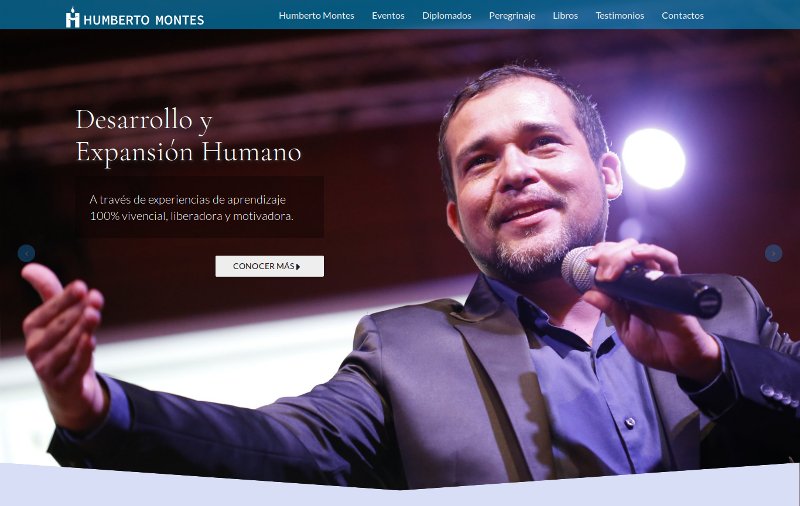 HUMBERTO MONTES
Humberto Montes Eventos Diplomados Peregrinaje Libros Testimonios Contactos
Desarrollo y
Expansión Humano
A través de experiencias de aprendizaje
100% vivencial, liberadora y motivadora.
CONOCER MÁS